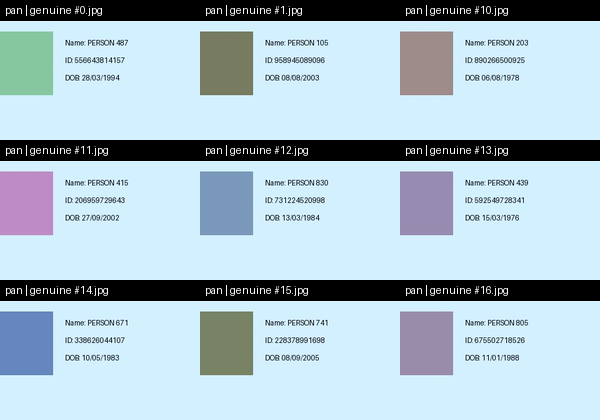 pan | genuine #0.jpg
Name: PERSON 487
ID: 556643814157
DOB: 28/03/1994
pan | genuine #1.jpg
Name: PERSON 105
ID: 958945089096
DOB: 08/08/2003
pan | genuine #10.jpg
Name: PERSON 203
ID: 890266500925
DOB: 06/08/1978
pan | genuine #11.jpg
Name: PERSON 415
ID: 206959729643
DOB: 27/09/2002
pan | genuine #12.jpg
Name: PERSON 830
ID: 731224520998
DOB: 13/03/1984
pan | genuine #13.jpg
Name: PERSON 439
ID: 592549728341
DOB: 15/03/1976
pan | genuine #14.jpg
Name: PERSON 671
ID: 338626044107
DOB: 10/05/1983
pan | genuine #15.jpg
Name: PERSON 741
ID: 228378991698
DOB: 08/09/2005
pan | genuine #16.jpg
Name: PERSON 805
ID: 675502718526
DOB: 11/01/1988